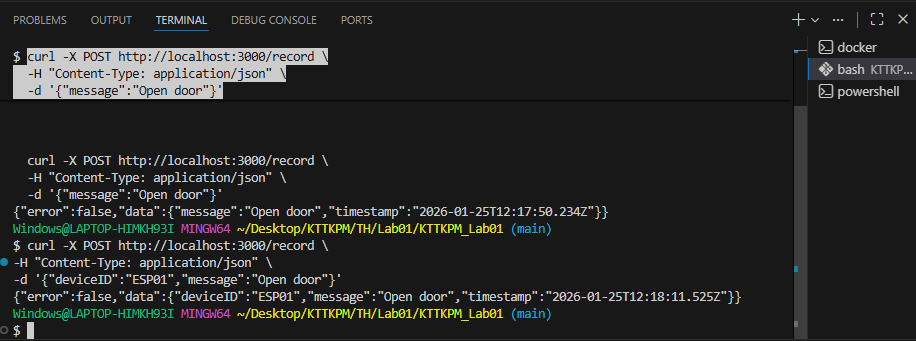 PROBLEMS OUTPUT TERMINAL DEBUG CONSOLE PORTS
$ curl -X POST http://localhost:3000/record \
-H "Content-Type: application/json" \
-d '{"message":"Open door"}'
curl -X POST http://localhost:3000/record \
-H "Content-Type: application/json" \
-d '{"message":"Open door"}'
{"error":false,"data":{"message":"Open door","timestamp":"2026-01-25T12:17:50.234Z"}}
Windows@LAPTOP-HIMKH93I MINGW64 ~/Desktop/KTTKPM/TH/Lab01/KTTKPM_Lab01 (main)
$ curl -X POST http://localhost:3000/record \
-H "Content-Type: application/json" \
-d '{"deviceID":"ESP01","message":"Open door"}'
{"error":false,"data":{"deviceID":"ESP01","message":"Open door","timestamp":"2026-01-25T12:18:11.525Z"}}
Windows@LAPTOP-HIMKH93I MINGW64 ~/Desktop/KTTKPM/TH/Lab01/KTTKPM_Lab01 (main)
$
docker
bash KTTKP...
powershell